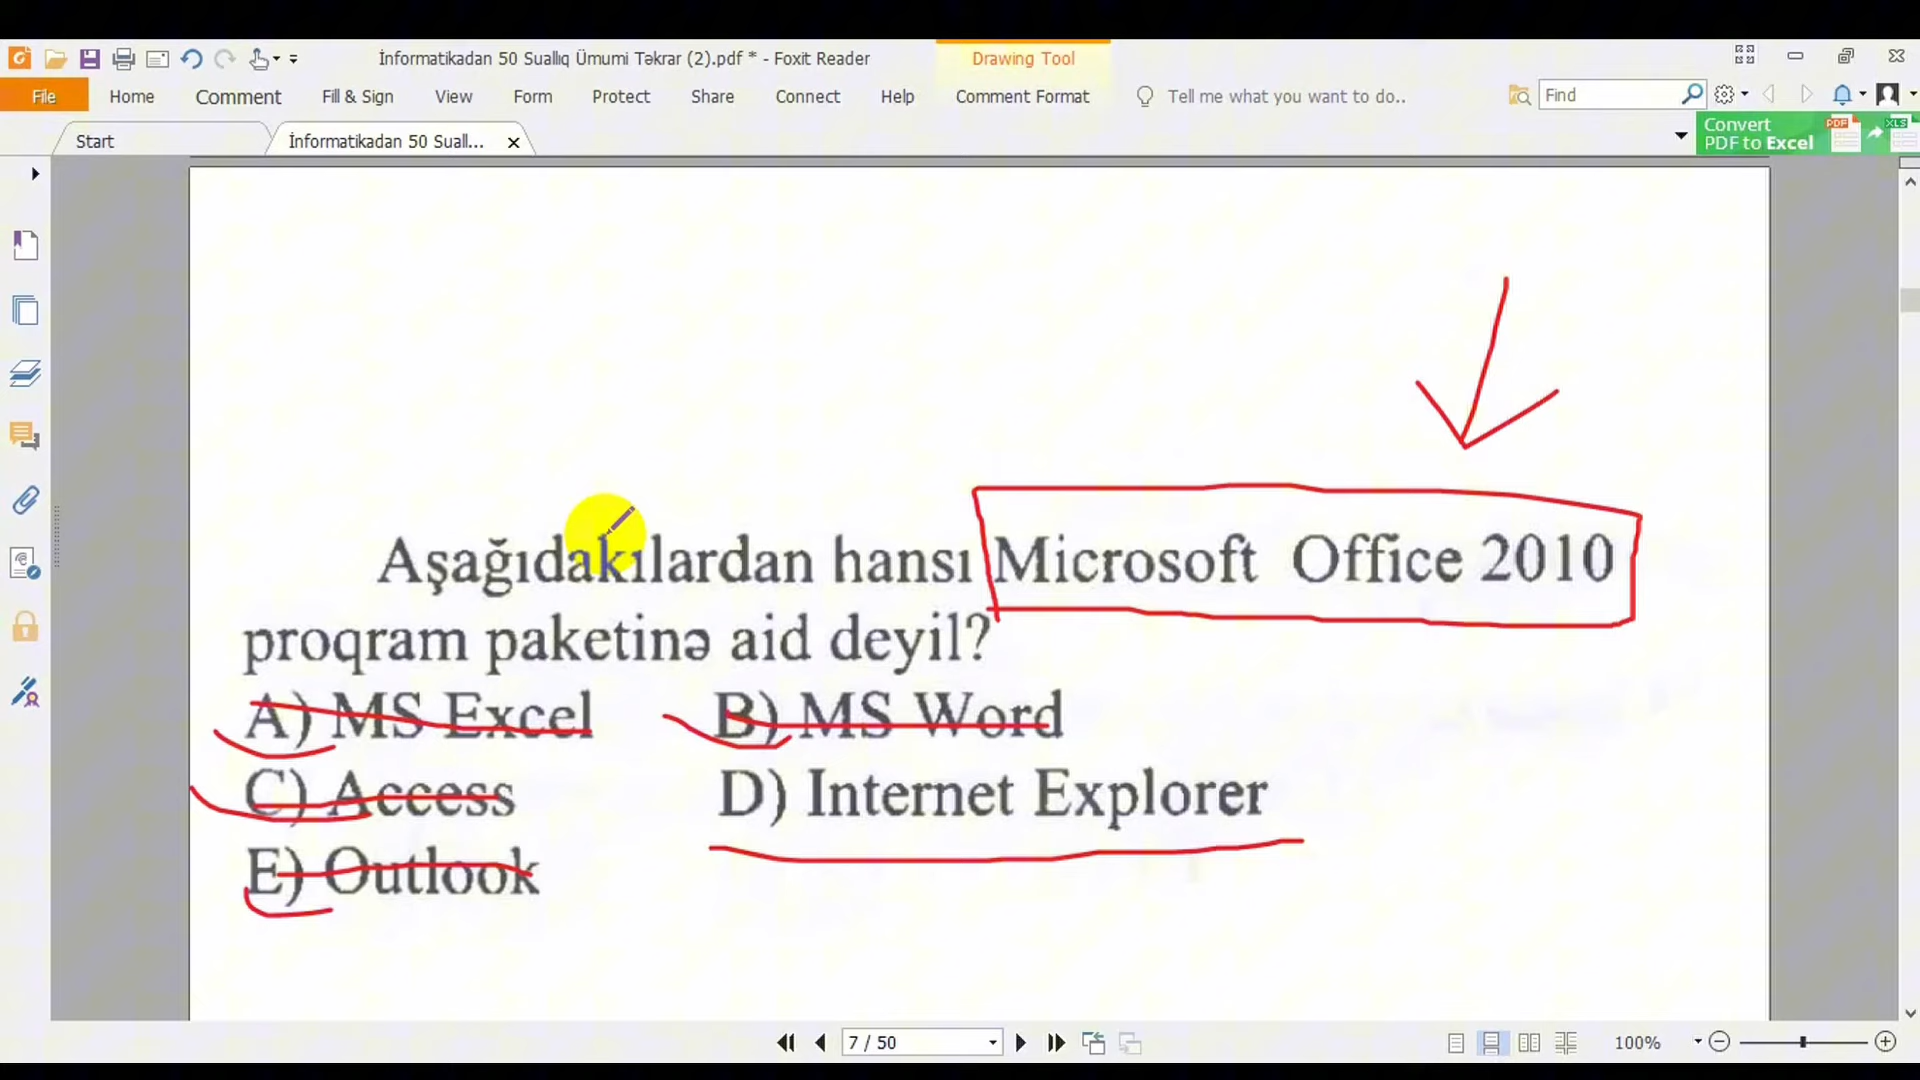 İnformatikadan 50 Suallıq Ümumi Təkrar (2).pdf * - Foxit Reader
Drawing Tool
File Home Comment Fill & Sign View Form Protect Share Connect Help Comment Format Tell me what you want to do.. Find
Start İnformatikadan 50 Suall...
Convert
PDF to Excel
PDF XLS
Aşağıdakılardan hansı Microsoft Office 2010
proqram paketinə aid deyil?
A) MS Excel B) MS Word
C) Access D) Internet Explorer
E) Outlook
7 / 50 100%